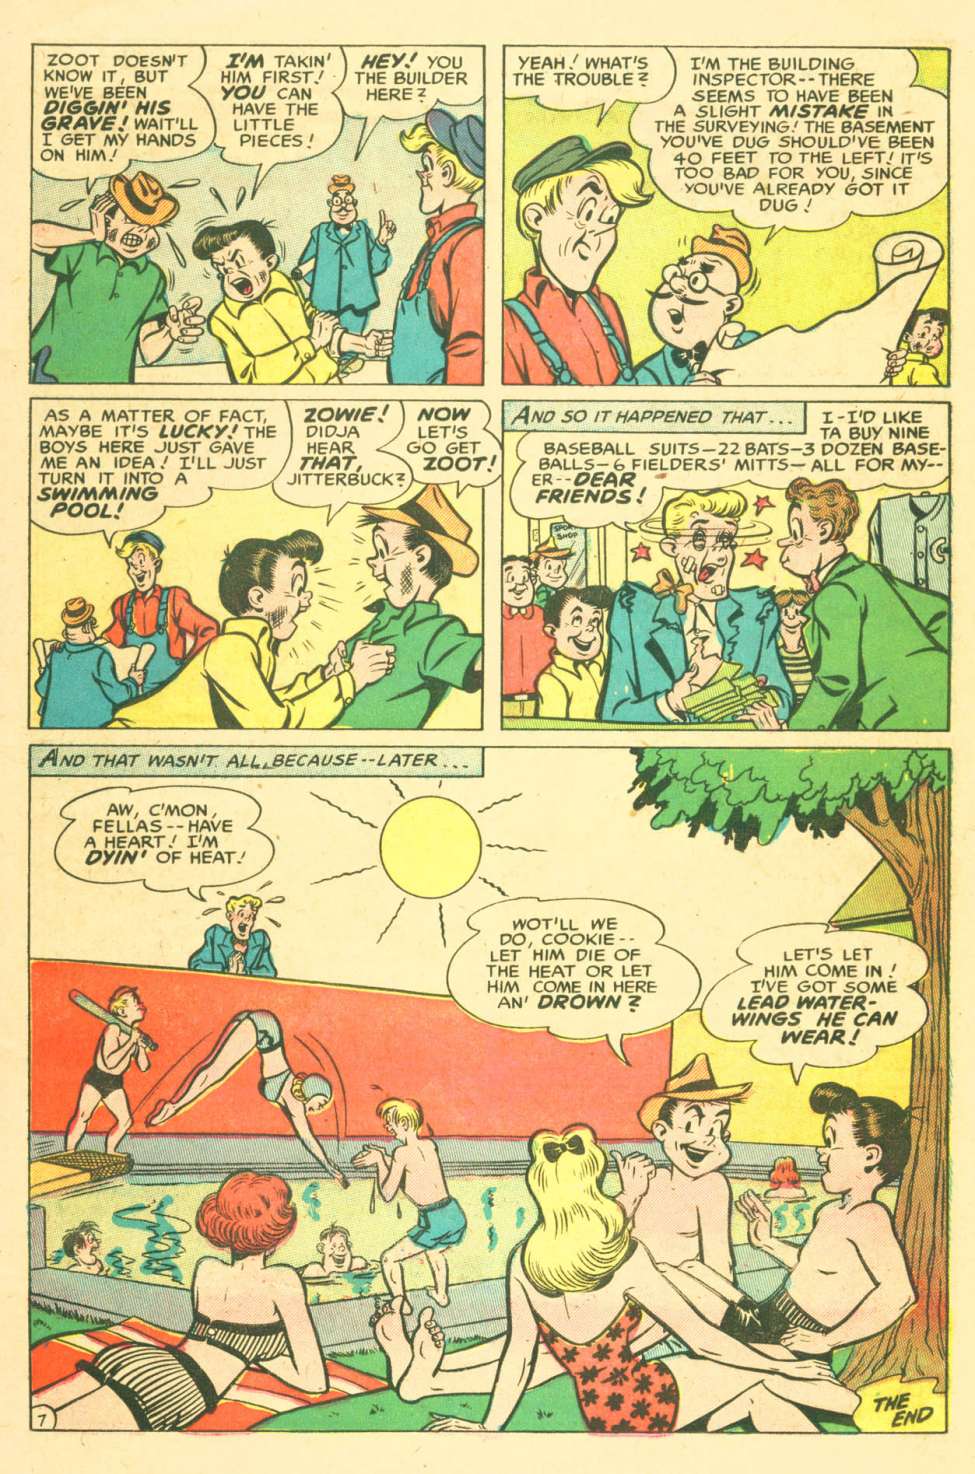 ZOOT DOESN'T
KNOW IT, BUT
WE'VE BEEN
DIGGIN' HIS
GRAVE! WAIT'LL
I GET MY HANDS
ON HIM!
I'M TAKIN'
HIM FIRST!
YOU CAN
HAVE THE
LITTLE
PIECES!
HEY! YOU
THE BUILDER
HERE?
YEAH! WHAT'S
THE TROUBLE?
I'M THE BUILDING
INSPECTOR--THERE
SEEMS TO HAVE BEEN
A SLIGHT MISTAKE IN
THE SURVEYING! THE BASEMENT
YOU'VE DUG SHOULD'VE BEEN
40 FEET TO THE LEFT! IT'S
TOO BAD FOR YOU, SINCE
YOU'VE ALREADY GOT IT
DUG!
AS A MATTER OF FACT,
MAYBE IT'S LUCKY! THE
BOYS HERE JUST GAVE
ME AN IDEA! I'LL JUST
TURN IT INTO A
SWIMMING
POOL!
ZOWIE!
DIDJA
HEAR
THAT,
JITTERBUCK?
NOW
LET'S
GO GET
ZOOT!
AND SO IT HAPPENED THAT...
I-I'D LIKE
TA BUY NINE
BASEBALL SUITS--22 BATS--3 DOZEN BASE-
BALLS--6 FIELDERS' MITTS--ALL FOR MY--
ER--DEAR
FRIENDS!
SPORT
SHOP
AND THAT WASN'T ALL, BECAUSE--LATER...
AW, C'MON,
FELLAS--HAVE
A HEART! I'M
DYIN' OF HEAT!
WOT'LL WE
DO, COOKIE--
LET HIM DIE OF
THE HEAT OR LET
HIM COME IN HERE
AN' DROWN?
LET'S LET
HIM COME IN!
I'VE GOT SOME
LEAD WATER-
WINGS HE CAN
WEAR!
7
THE
END